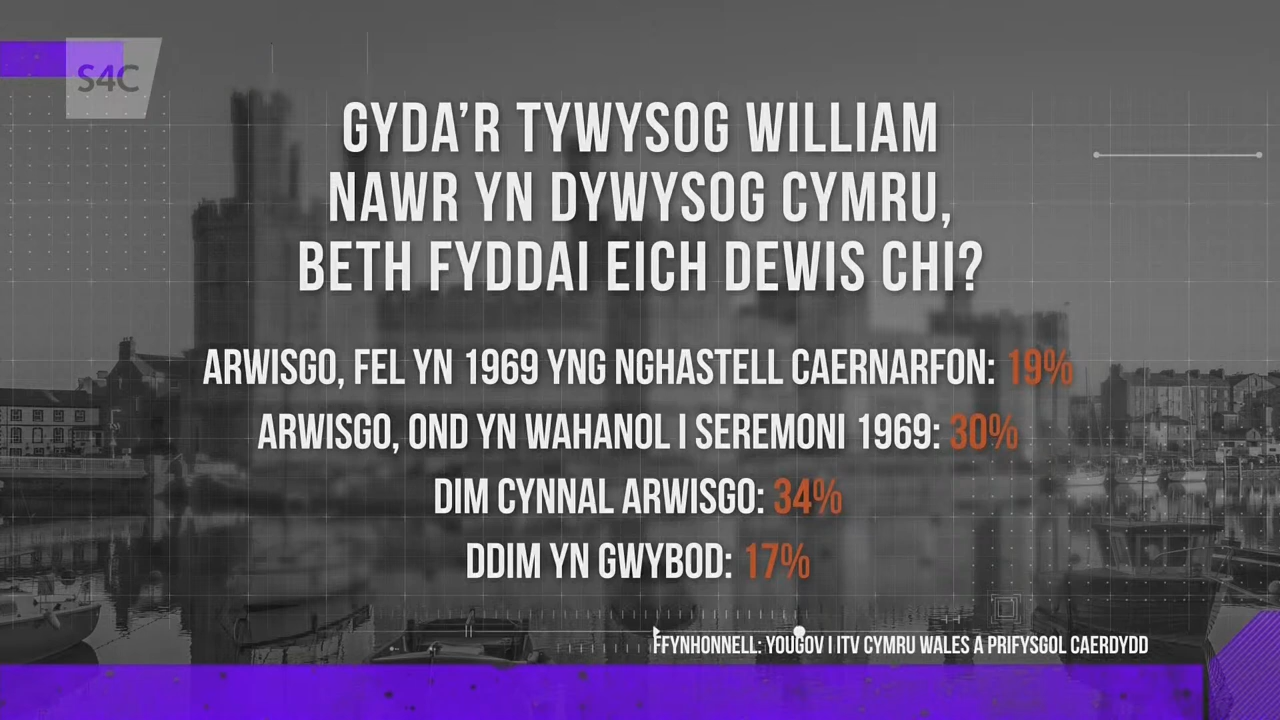 S4C
GYDA'R TYWYSOG WILLIAM
NAWR YN DYWYSOG CYMRU,
BETH FYDDAI EICH DEWIS CHI?
ARWISGO, FEL YN 1969 YNG NGHASTELL CAERNARFON: 19%
ARWISGO, OND YN WAHANOL I SEREMONI 1969: 30%
DIM CYNNAL ARWISGO: 34%
DDIM YN GWYBOD: 17%
FFYNHONNELL: YOUGOV I ITV CYMRU WALES A PRIFYSGOL CAERDYDD